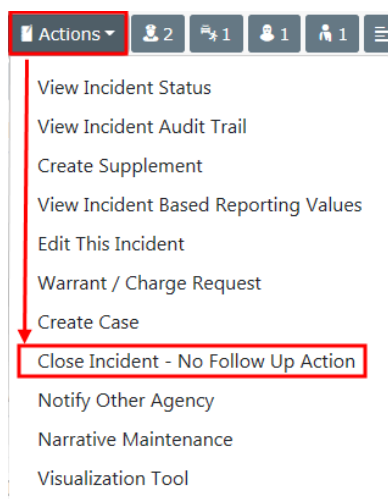 Actions 2 1 1 1
View Incident Status
View Incident Audit Trail
Create Supplement
View Incident Based Reporting Values
Edit This Incident
Warrant / Charge Request
Create Case
Close Incident - No Follow Up Action
Notify Other Agency
Narrative Maintenance
Visualization Tool